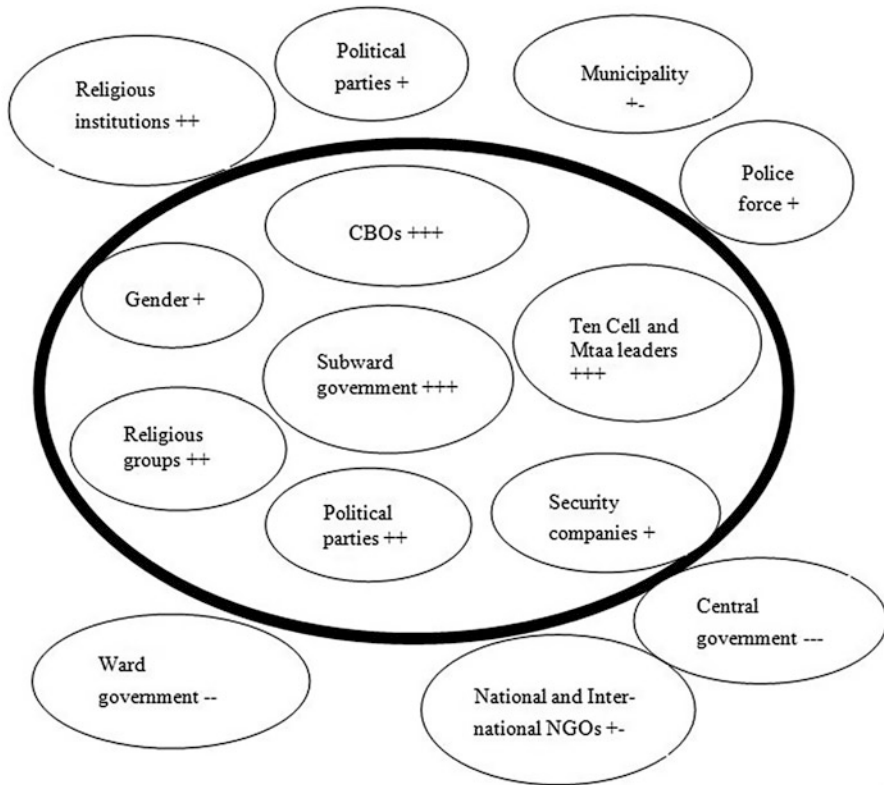 Political
parties +
Municipality
+-
Religious
institutions ++
Police
force +
CBOs +++
Gender +
Ten Cell and
Mtaa leaders
+++
Subward
government +++
Religious
groups ++
Political
parties ++
Security
companies +
Central
government ---
Ward
government --
National and Inter-
national NGOs +-